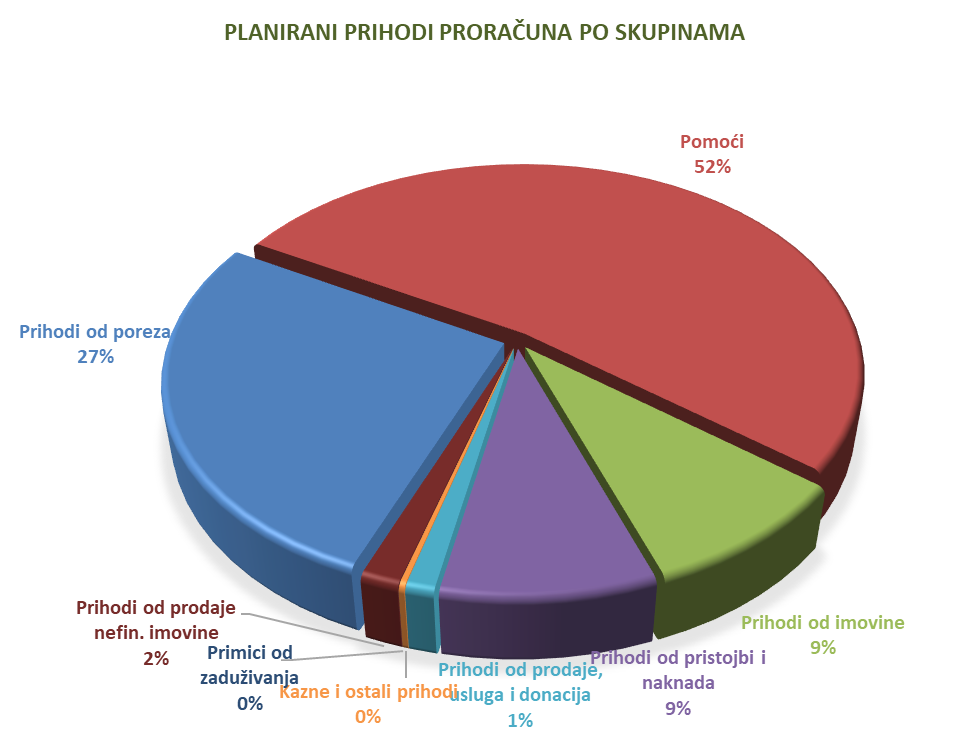 PLANIRANI PRIHODI PRORAČUNA PO SKUPINAMA
Pomoći
52%
Prihodi od poreza
27%
Prihodi od prodaje
nefin. imovine
2%
Primici od
zaduživanja
0%
Kazne i ostali prihodi
0%
Prihodi od prodaje,
usluga i donacija
1%
Prihodi od pristojbi i
naknada
9%
Prihodi od imovine
9%